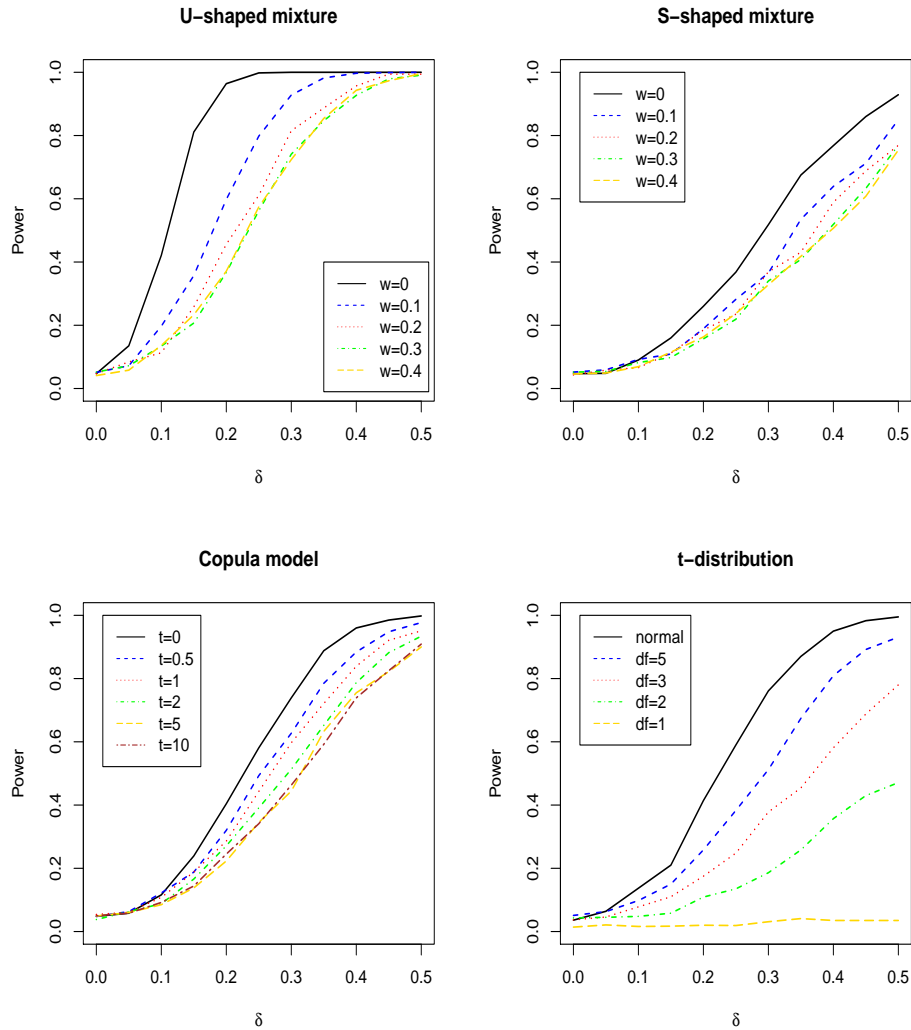 U−shaped mixture
Power
0.0 0.2 0.4 0.6 0.8 1.0
w=0
w=0.1
w=0.2
w=0.3
w=0.4
0.0 0.1 0.2 0.3 0.4 0.5
δ
S−shaped mixture
Power
0.0 0.2 0.4 0.6 0.8 1.0
w=0
w=0.1
w=0.2
w=0.3
w=0.4
0.0 0.1 0.2 0.3 0.4 0.5
δ
Copula model
Power
0.0 0.2 0.4 0.6 0.8 1.0
t=0
t=0.5
t=1
t=2
t=5
t=10
0.0 0.1 0.2 0.3 0.4 0.5
δ
t−distribution
Power
0.0 0.2 0.4 0.6 0.8 1.0
normal
df=5
df=3
df=2
df=1
0.0 0.1 0.2 0.3 0.4 0.5
δ